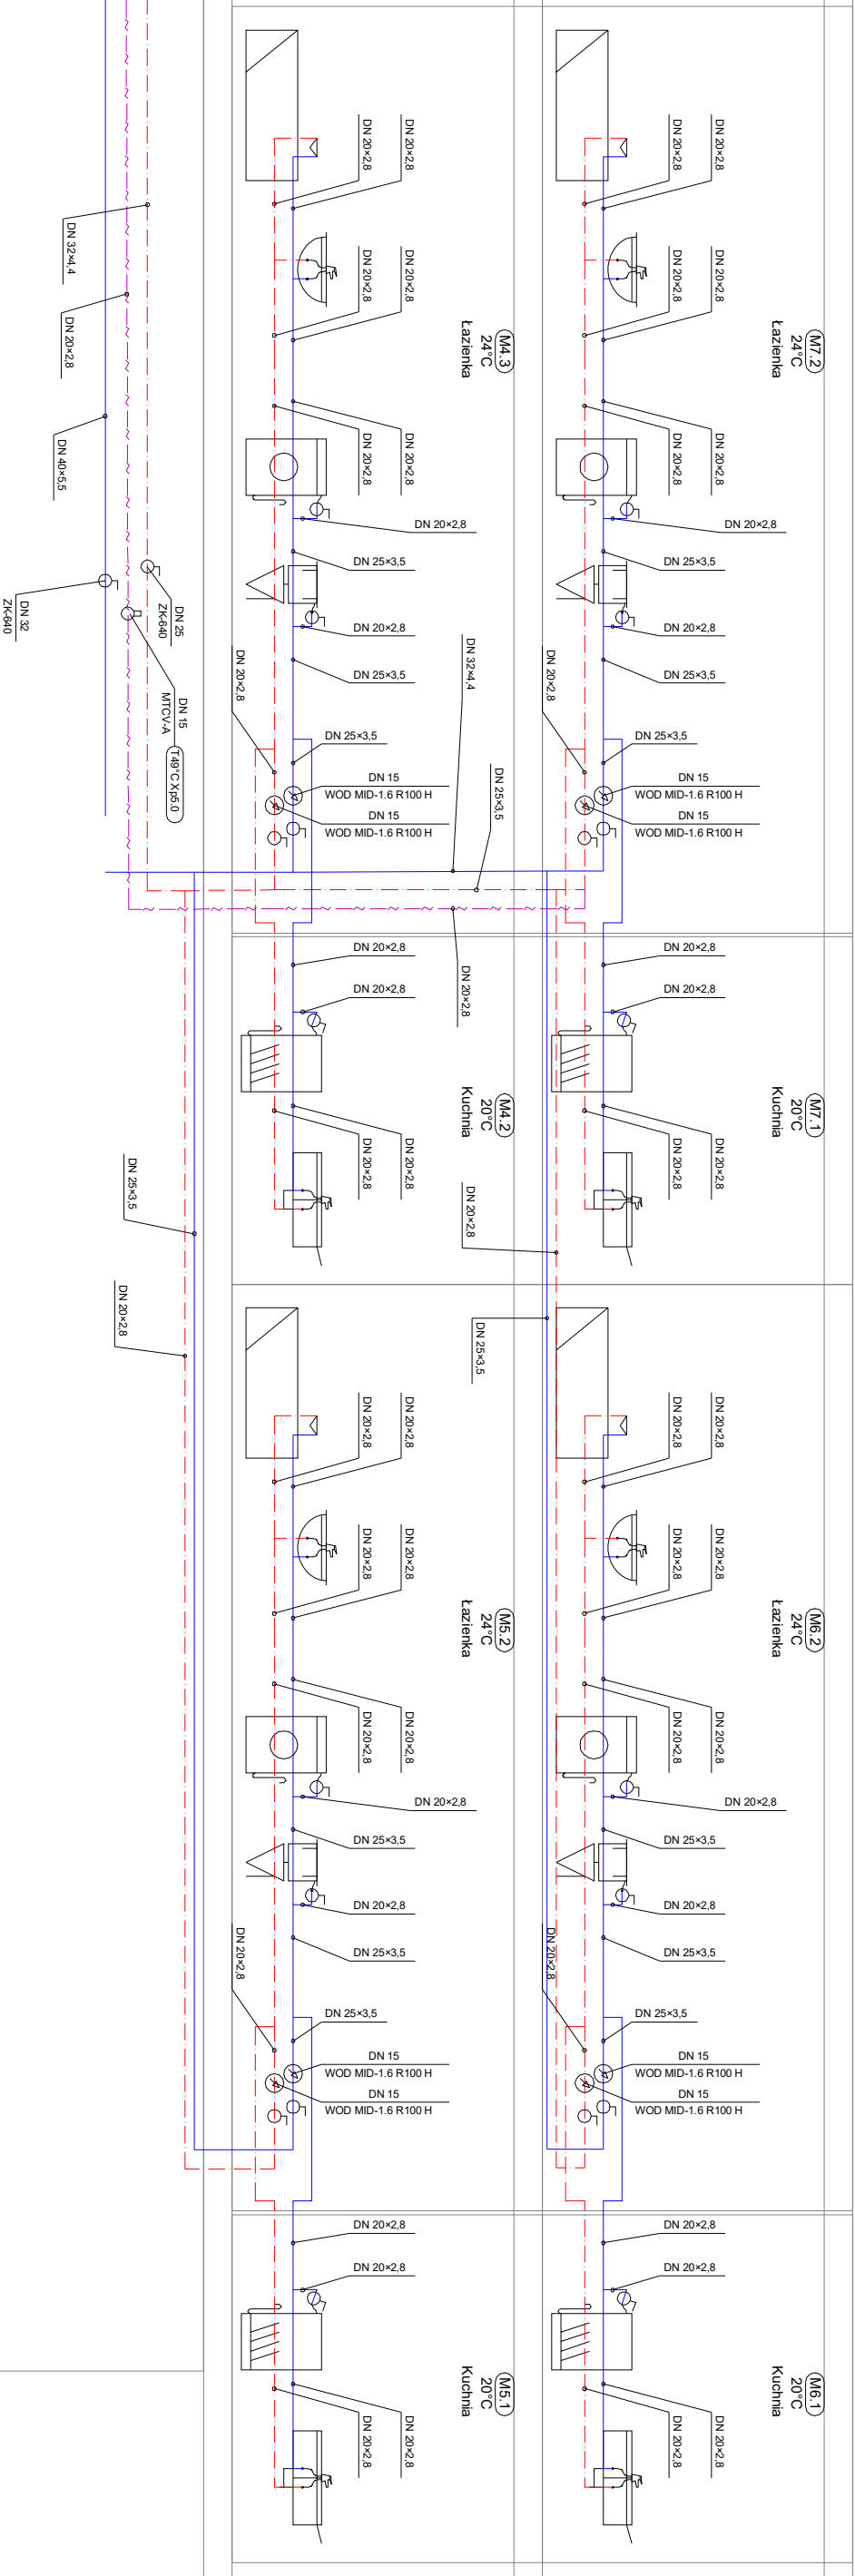 M7.2
24°C
Łazienka
DN 20×2,8
DN 20×2,8
DN 20×2,8
DN 20×2,8
DN 20×2,8
DN 20×2,8
DN 20×2,8
DN 25×3,5
DN 20×2,8
DN 25×3,5
DN 20×2,8
DN 25×3,5
DN 15
WOD MID-1.6 R100 H
DN 15
WOD MID-1.6 R100 H
M7.1
20°C
Kuchnia
DN 20×2,8
DN 20×2,8
DN 20×2,8
DN 20×2,8
M6.2
24°C
Łazienka
DN 20×2,8
DN 20×2,8
DN 20×2,8
DN 20×2,8
DN 20×2,8
DN 20×2,8
DN 20×2,8
DN 25×3,5
DN 20×2,8
DN 25×3,5
DN 20×2,8
DN 25×3,5
DN 15
WOD MID-1.6 R100 H
DN 15
WOD MID-1.6 R100 H
M6.1
20°C
Kuchnia
DN 20×2,8
DN 20×2,8
DN 20×2,8
DN 20×2,8
M4.3
24°C
Łazienka
DN 20×2,8
DN 20×2,8
DN 20×2,8
DN 20×2,8
DN 20×2,8
DN 20×2,8
DN 20×2,8
DN 25×3,5
DN 20×2,8
DN 25×3,5
DN 20×2,8
DN 25×3,5
DN 15
WOD MID-1.6 R100 H
DN 15
WOD MID-1.6 R100 H
DN 32×4,4
DN 25×3,5
DN 20×2,8
M4.2
20°C
Kuchnia
DN 20×2,8
DN 20×2,8
DN 20×2,8
DN 20×2,8
DN 20×2,8
DN 25×3,5
M5.2
24°C
Łazienka
DN 20×2,8
DN 20×2,8
DN 20×2,8
DN 20×2,8
DN 20×2,8
DN 20×2,8
DN 20×2,8
DN 25×3,5
DN 20×2,8
DN 25×3,5
DN 20×2,8
DN 25×3,5
DN 15
WOD MID-1.6 R100 H
DN 15
WOD MID-1.6 R100 H
M5.1
20°C
Kuchnia
DN 20×2,8
DN 20×2,8
DN 20×2,8
DN 20×2,8
DN 32×4,4
DN 20×2,8
DN 40×5,5
DN 25
ZK-640
DN 15
MTCV-A
T49°C Xp5.0
DN 32
ZK-640
DN 25×3,5
DN 20×2,8